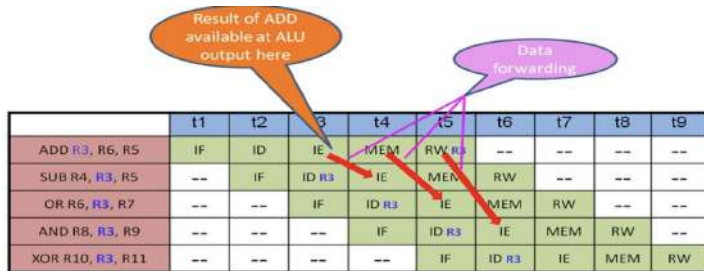 Result of ADD
available at ALU
output here
Data
forwarding
t1 t2 t3 t4 t5 t6 t7 t8 t9
ADD R3, R6, R5 IF ID IE MEM RW R3 -- -- -- --
SUB R4, R3, R5 -- IF ID R3 IE MEM RW -- -- --
OR R6, R3, R7 -- -- IF ID R3 IE MEM RW -- --
AND R8, R3, R9 -- -- -- IF ID R3 IE MEM RW --
XOR R10, R3, R11 -- -- -- -- IF ID R3 IE MEM RW